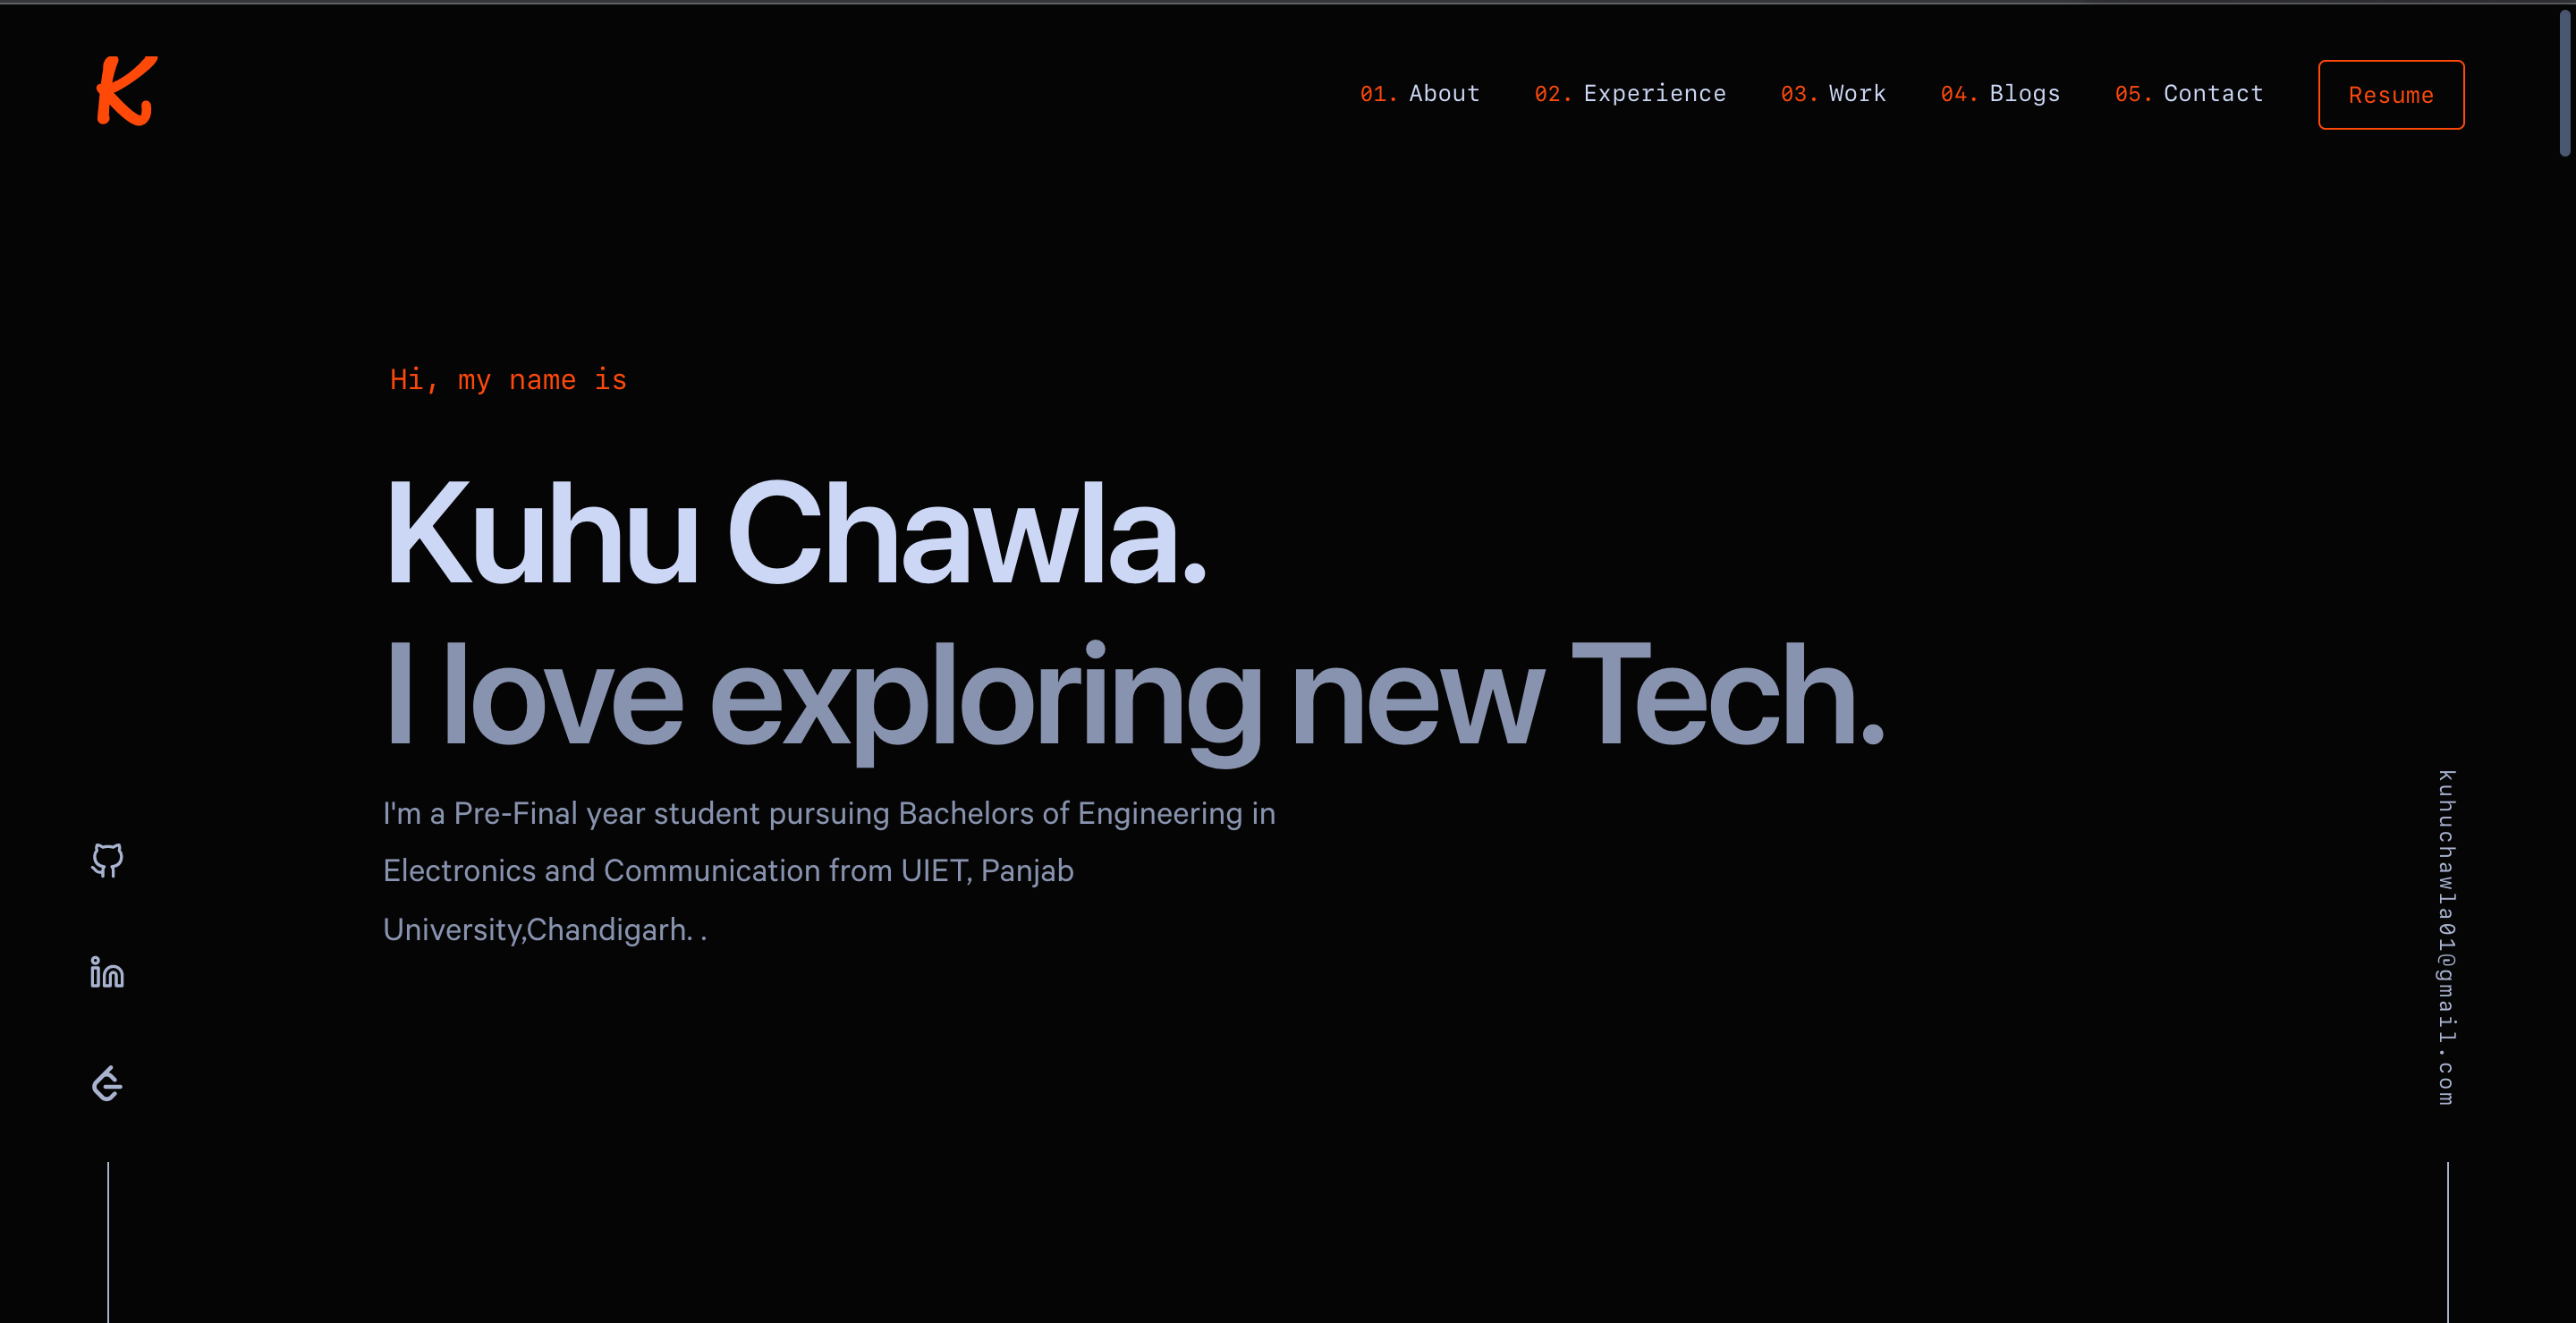 K
01. About 02. Experience 03. Work 04. Blogs 05. Contact Resume
Hi, my name is
Kuhu Chawla.
I love exploring new Tech.
I'm a Pre-Final year student pursuing Bachelors of Engineering in
Electronics and Communication from UIET, Panjab
University,Chandigarh. .
in
kuhuchawla01@gmail.com